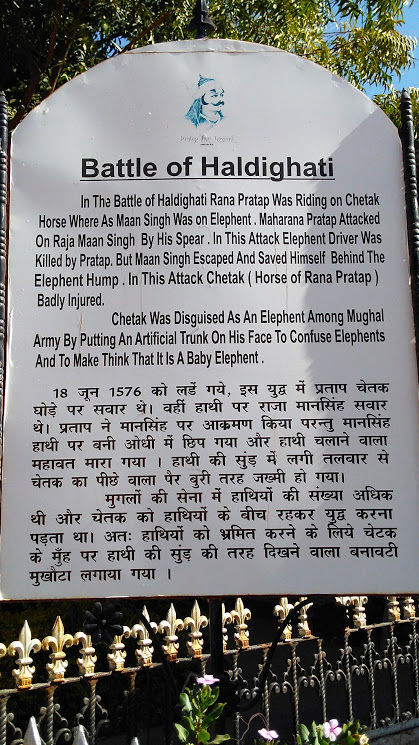 Pratap The Legend
Battle of Haldighati
In The Battle of Haldighati Rana Pratap Was Riding on Chetak
Horse Where As Maan Singh Was on Elephent . Maharana Pratap Attacked
On Raja Maan Singh By His Spear . In This Attack Elephent Driver Was
Killed by Pratap. But Maan Singh Escaped And Saved Himself Behind The
Elephent Hump . In This Attack Chetak ( Horse of Rana Pratap )
Badly Injured.
Chetak Was Disguised As An Elephent Among Mughal
Army By Putting An Artificial Trunk On His Face To Confuse Elephents
And To Make Think That It Is A Baby Elephent .
18 जून 1576 को लडें गये, इस युद्ध में प्रताप चेतक
घोड़े पर सवार थे। वहीं हाथी पर राजा मानसिंह सवार
थे। प्रताप ने मानसिंह पर आक्रमण किया परन्तु मानसिंह
हाथी पर बनी ओधी में छिप गया और हाथी चलाने वाला
महावत मारा गया । हाथी की सुंड़ में लगी तलवार से
चेतक का पीछे वाला पैर बुरी तरह जख्मी हो गया।
मुगलों की सेना में हाथियों की संख्या अधिक
थी और चेतक को हाथियों के बीच रहकर युद्ध करना
पड़ता था। अतः हाथियों को भ्रमित करने के लिये चेटक
के मुँह पर हाथी की सुंड़ की तरह दिखने वाला बनावटी
मुखौटा लगाया गया ।